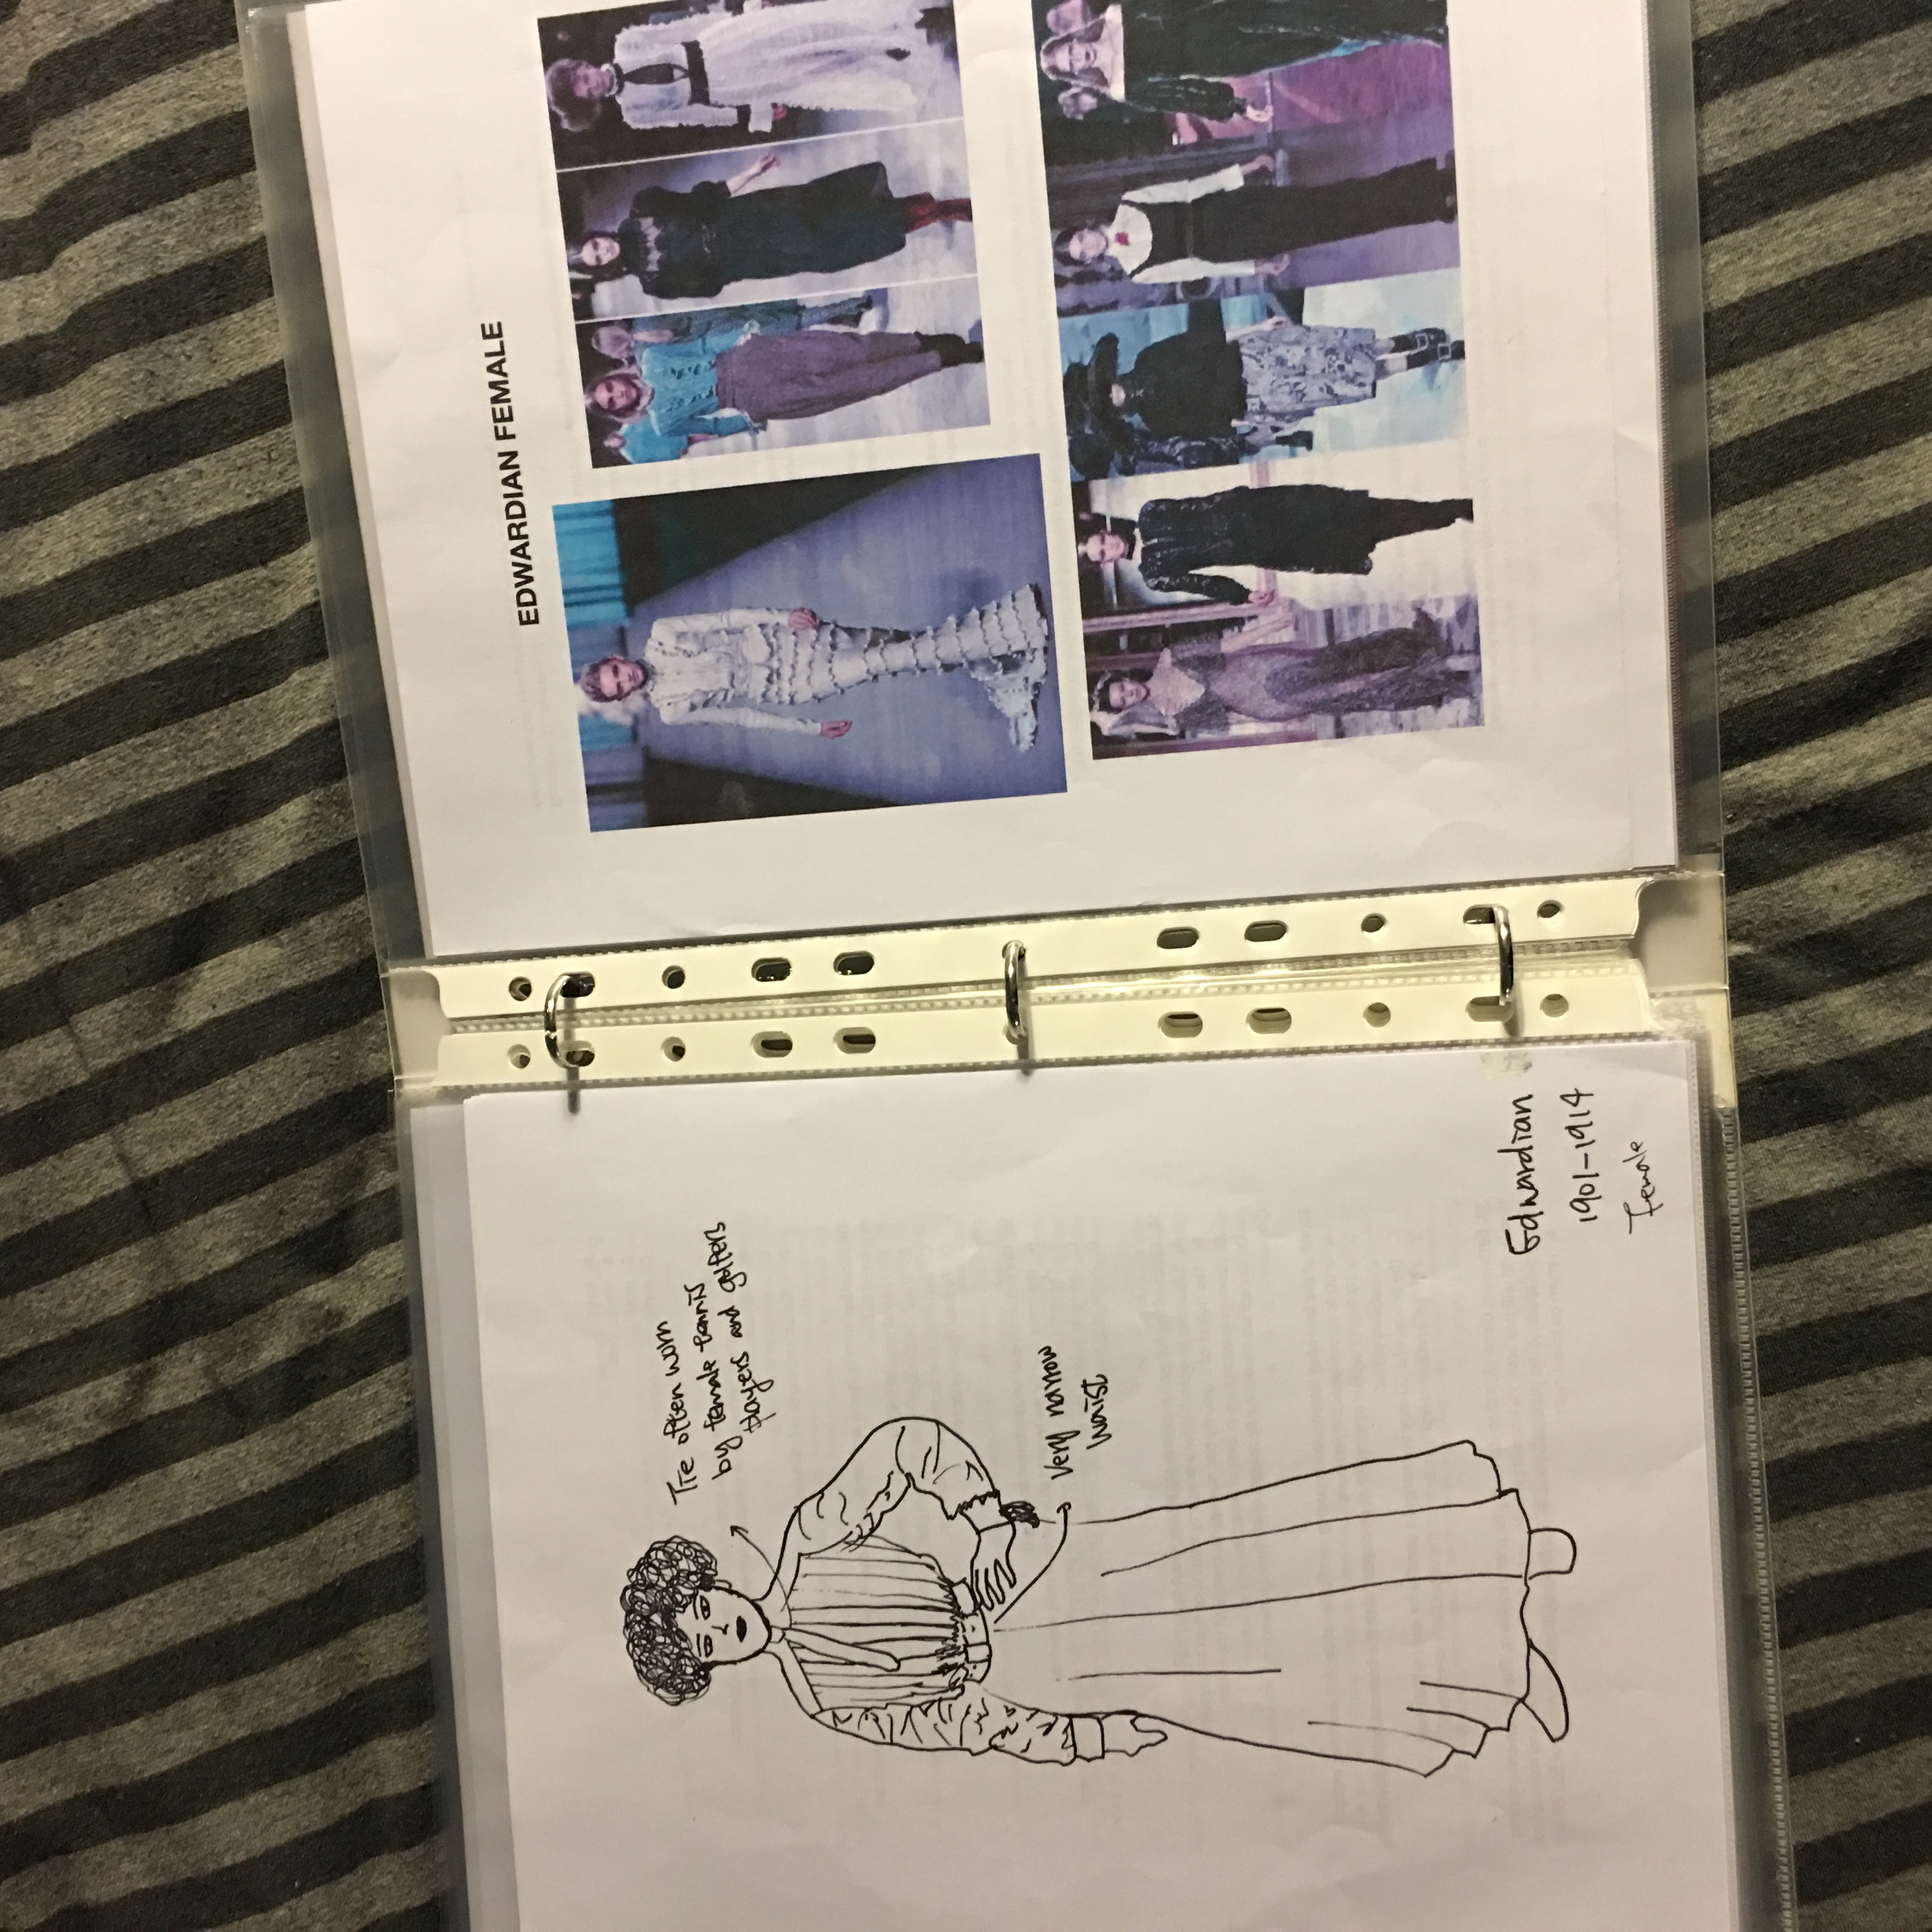 Tie often worn
by female tennis
players and golfers
Very narrow
waist
Edwardian
1901-1914
Female
EDWARDIAN FEMALE